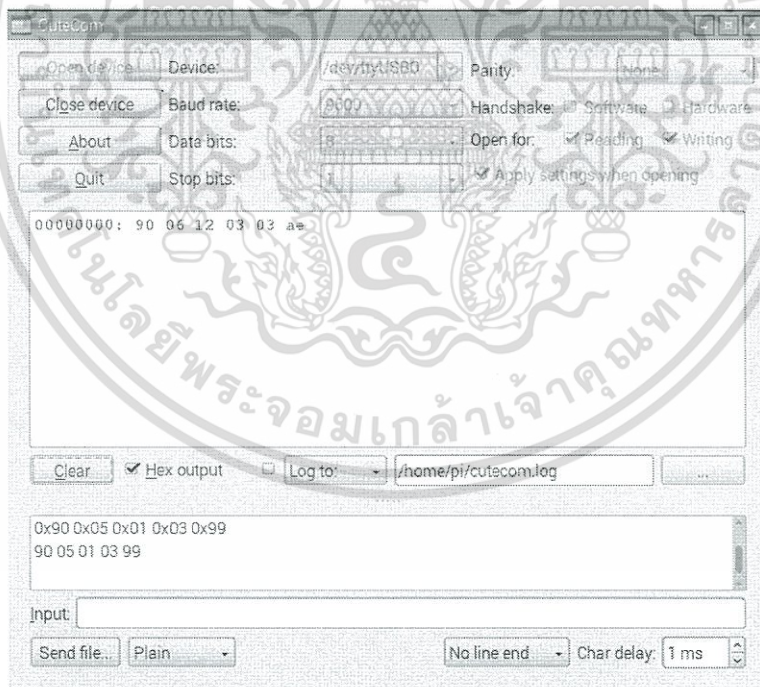 CuteCom
Open device Device: /dev/ttyUSB0 Parity: None
Close device Baud rate: 9600 Handshake: Software Hardware
About Data bits: 8 Open for: Reading Writing
Quit Stop bits: 1 Apply settings when opening
00000000: 90 06 12 03 03 ae
Clear Hex output Log to: /home/pi/cutecom.log ...
0x90 0x05 0x01 0x03 0x99
90 05 01 03 99
Input:
Send file... Plain No line end Char delay: 1 ms